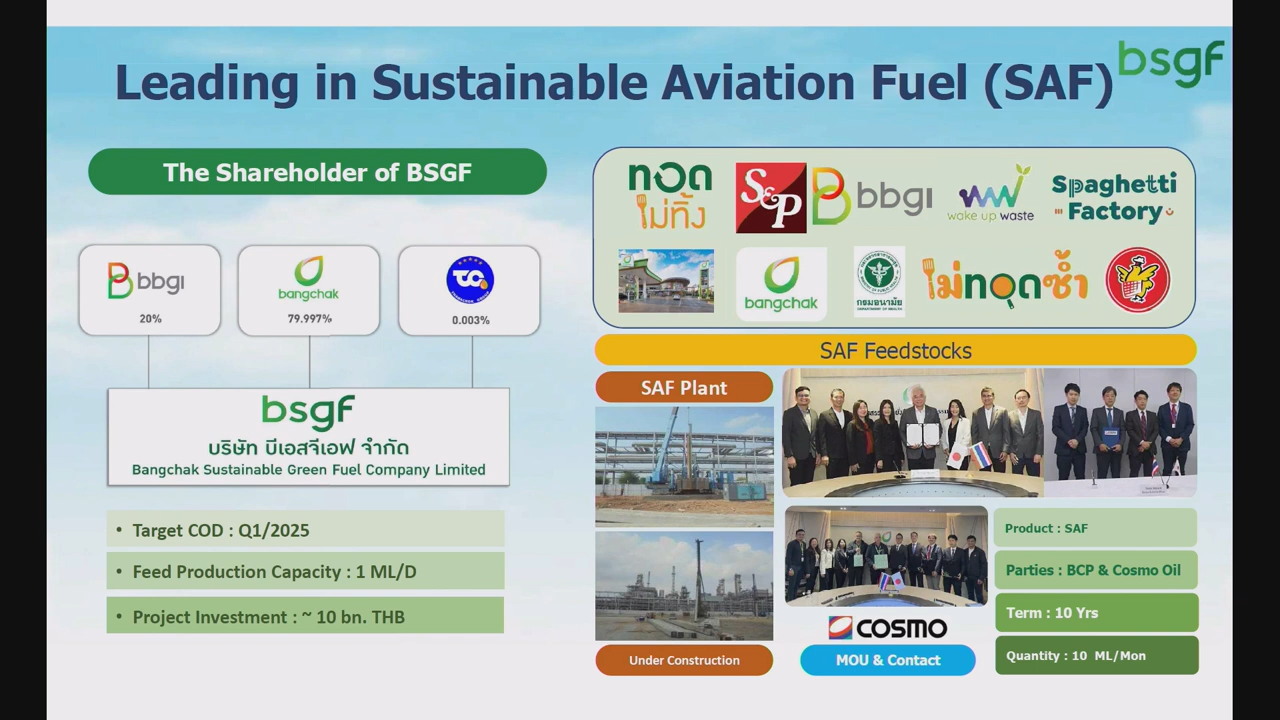 Leading in Sustainable Aviation Fuel (SAF)
bsgf
The Shareholder of BSGF
bbgi
20%
bangchak
79.997%
0.003%
bsgf
บริษัท บีเอสจีเอฟ จำกัด
Bangchak Sustainable Green Fuel Company Limited
• Target COD : Q1/2025
• Feed Production Capacity : 1 ML/D
• Project Investment : ~ 10 bn. THB
ทอด
ไม่ทิ้ง
S&P
bbgi
wake up waste
Spaghetti
Factory
bangchak
กรมอนามัย
DEPARTMENT OF HEALTH
ไม่ทอดซ้ำ
SAF Feedstocks
SAF Plant
Under Construction
COSMO
MOU & Contact
Product : SAF
Parties : BCP & Cosmo Oil
Term : 10 Yrs
Quantity : 10 ML/Mon